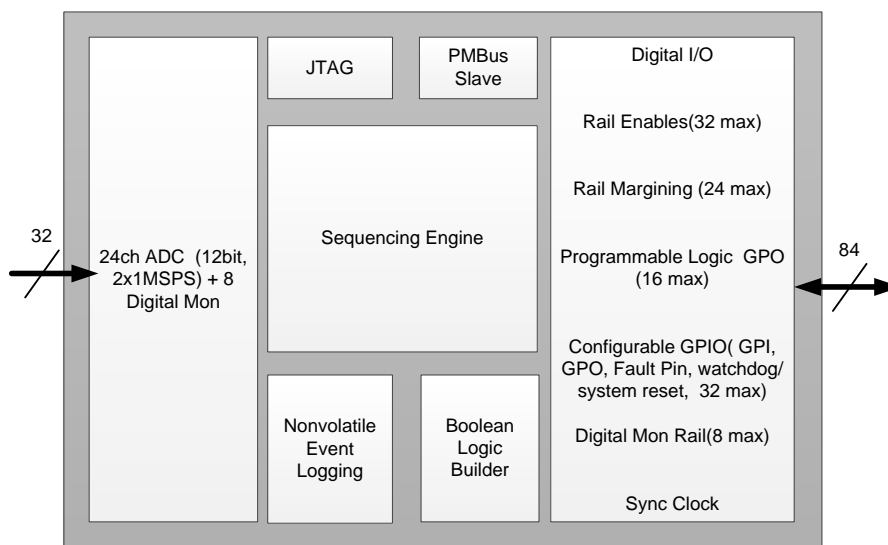 32
24ch ADC (12bit,
2x1MSPS) + 8
Digital Mon
JTAG
PMBus
Slave
Sequencing Engine
Nonvolatile
Event
Logging
Boolean
Logic
Builder
Digital I/O
Rail Enables(32 max)
Rail Margining (24 max)
Programmable Logic GPO
(16 max)
Configurable GPIO( GPI,
GPO, Fault Pin, watchdog/
system reset, 32 max)
Digital Mon Rail(8 max)
Sync Clock
84